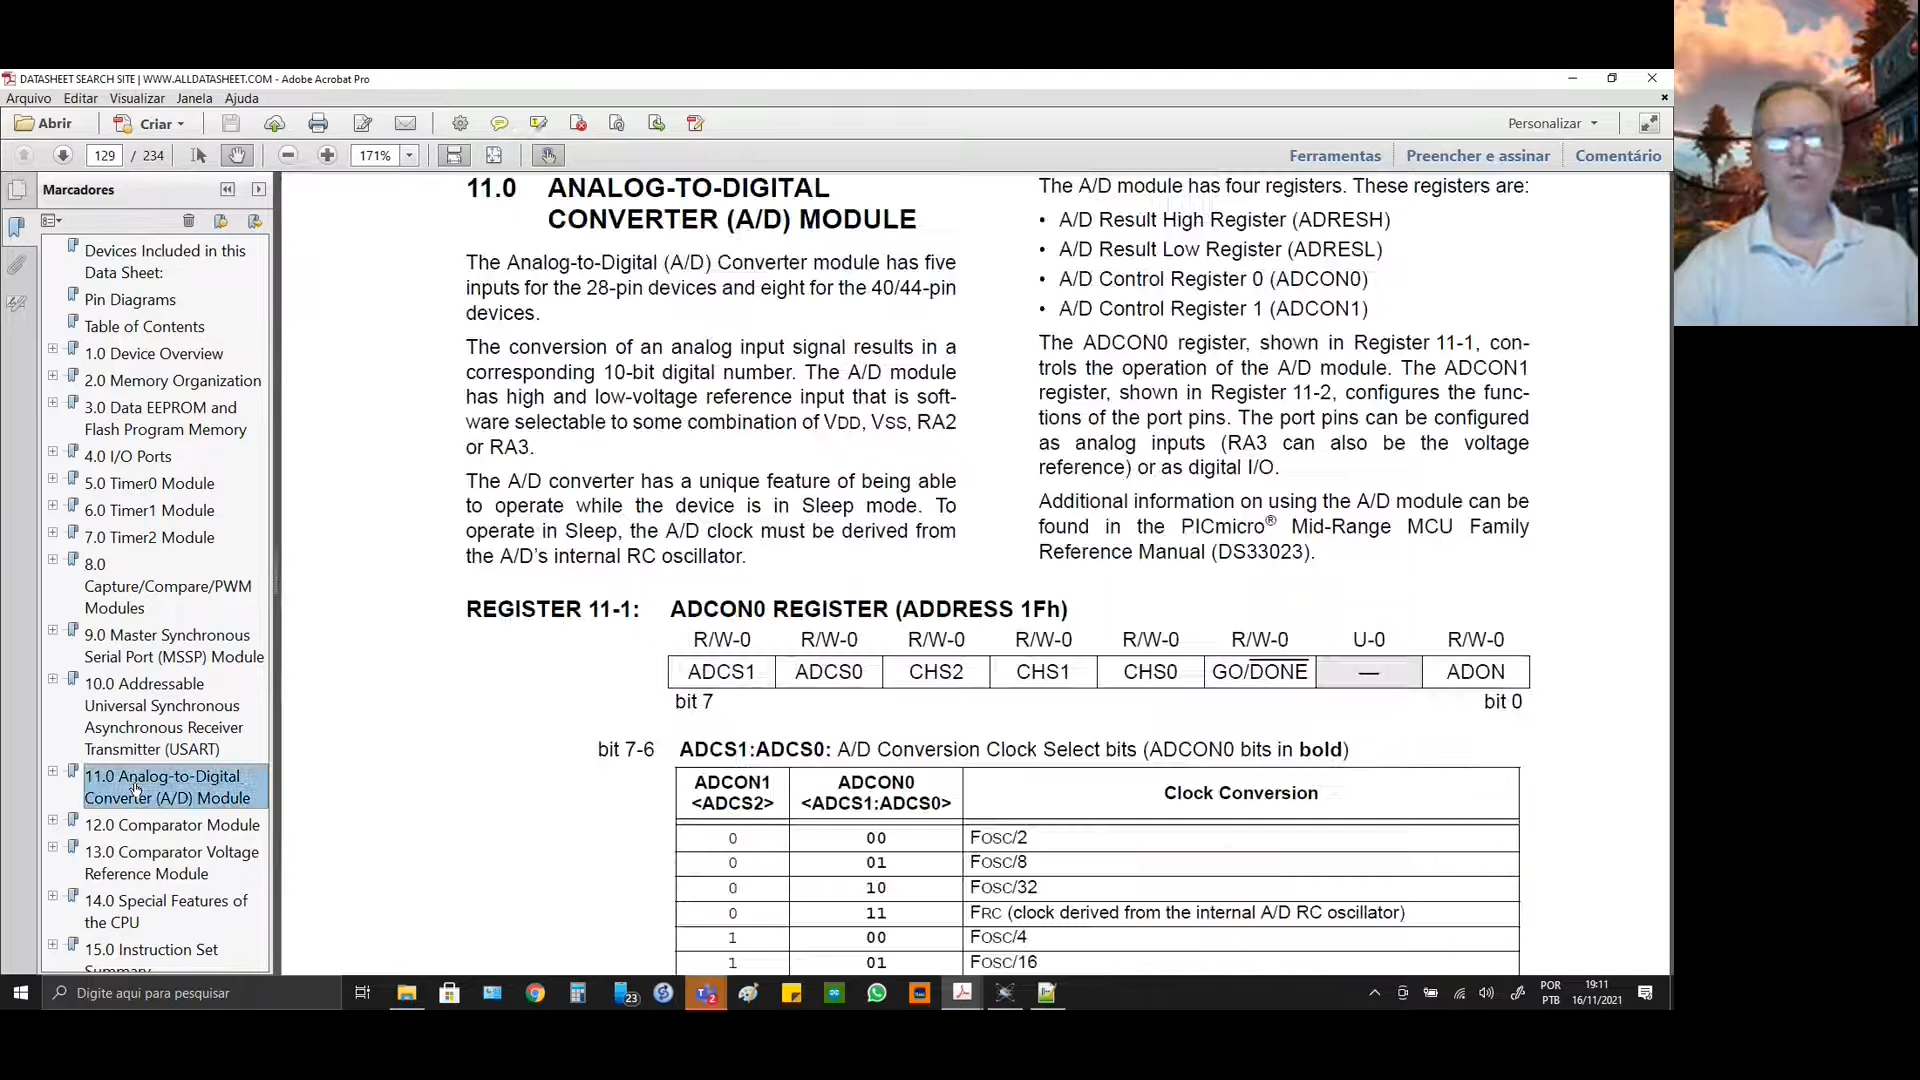 DATASHEET SEARCH SITE | WWW.ALLDATASHEET.COM - Adobe Acrobat Pro
Arquivo Editar Visualizar Janela Ajuda
Abrir Criar Personalizar
129 / 234 171% Ferramentas Preencher e assinar Comentário
Marcadores
Devices Included in this
Data Sheet:
Pin Diagrams
Table of Contents
1.0 Device Overview
2.0 Memory Organization
3.0 Data EEPROM and
Flash Program Memory
4.0 I/O Ports
5.0 Timer0 Module
6.0 Timer1 Module
7.0 Timer2 Module
8.0
Capture/Compare/PWM
Modules
9.0 Master Synchronous
Serial Port (MSSP) Module
10.0 Addressable
Universal Synchronous
Asynchronous Receiver
Transmitter (USART)
11.0 Analog-to-Digital
Converter (A/D) Module
12.0 Comparator Module
13.0 Comparator Voltage
Reference Module
14.0 Special Features of
the CPU
15.0 Instruction Set
Summary
11.0 ANALOG-TO-DIGITAL
CONVERTER (A/D) MODULE
The Analog-to-Digital (A/D) Converter module has five
inputs for the 28-pin devices and eight for the 40/44-pin
devices.
The conversion of an analog input signal results in a
corresponding 10-bit digital number. The A/D module
has high and low-voltage reference input that is soft-
ware selectable to some combination of VDD, VSS, RA2
or RA3.
The A/D converter has a unique feature of being able
to operate while the device is in Sleep mode. To
operate in Sleep, the A/D clock must be derived from
the A/D's internal RC oscillator.
The A/D module has four registers. These registers are:
• A/D Result High Register (ADRESH)
• A/D Result Low Register (ADRESL)
• A/D Control Register 0 (ADCON0)
• A/D Control Register 1 (ADCON1)
The ADCON0 register, shown in Register 11-1, con-
trols the operation of the A/D module. The ADCON1
register, shown in Register 11-2, configures the func-
tions of the port pins. The port pins can be configured
as analog inputs (RA3 can also be the voltage
reference) or as digital I/O.
Additional information on using the A/D module can be
found in the PICmicro® Mid-Range MCU Family
Reference Manual (DS33023).
REGISTER 11-1: ADCON0 REGISTER (ADDRESS 1Fh)
R/W-0 R/W-0 R/W-0 R/W-0 R/W-0 R/W-0 U-0 R/W-0
ADCS1 ADCS0 CHS2 CHS1 CHS0 GO/DONE — ADON
bit 7 bit 0
bit 7-6 ADCS1:ADCS0: A/D Conversion Clock Select bits (ADCON0 bits in bold)
ADCON1 ADCON0 Clock Conversion
<ADCS2> <ADCS1:ADCS0>
0 00 FOSC/2
0 01 FOSC/8
0 10 FOSC/32
0 11 FRC (clock derived from the internal A/D RC oscillator)
1 00 FOSC/4
1 01 FOSC/16
Digite aqui para pesquisar 23 2 POR 19:11
PTB 16/11/2021